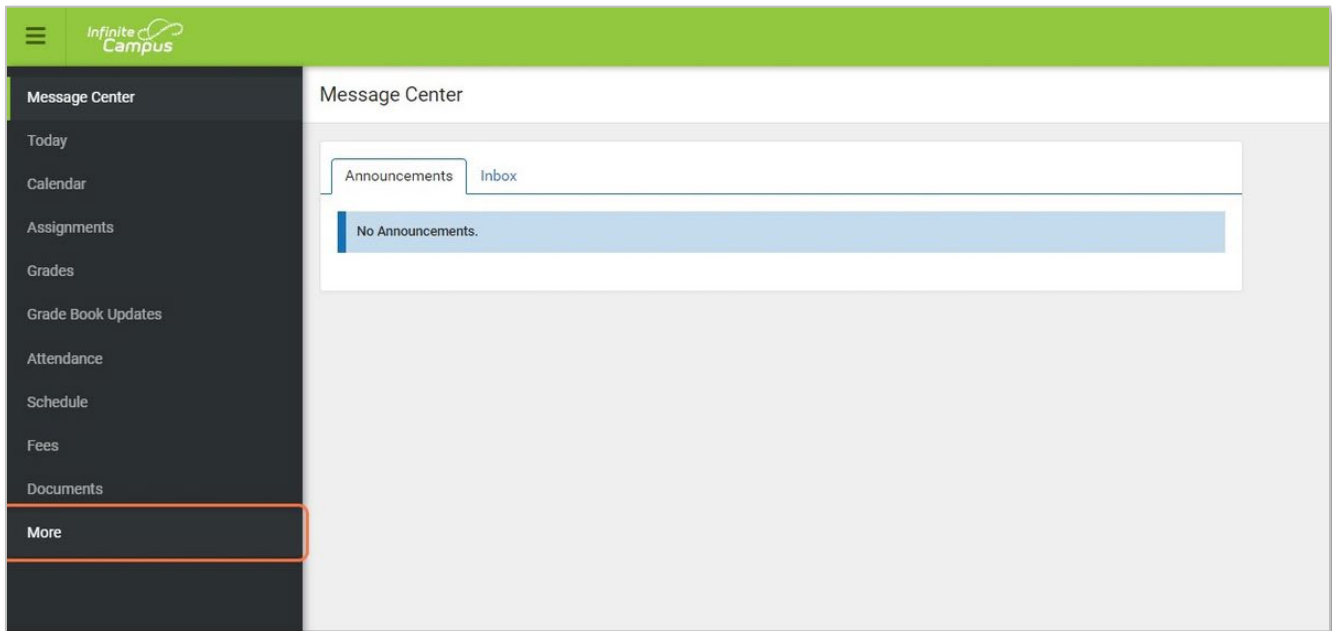 Infinite
Campus
Message Center
Today
Calendar
Assignments
Grades
Grade Book Updates
Attendance
Schedule
Fees
Documents
More
Message Center
Announcements Inbox
No Announcements.